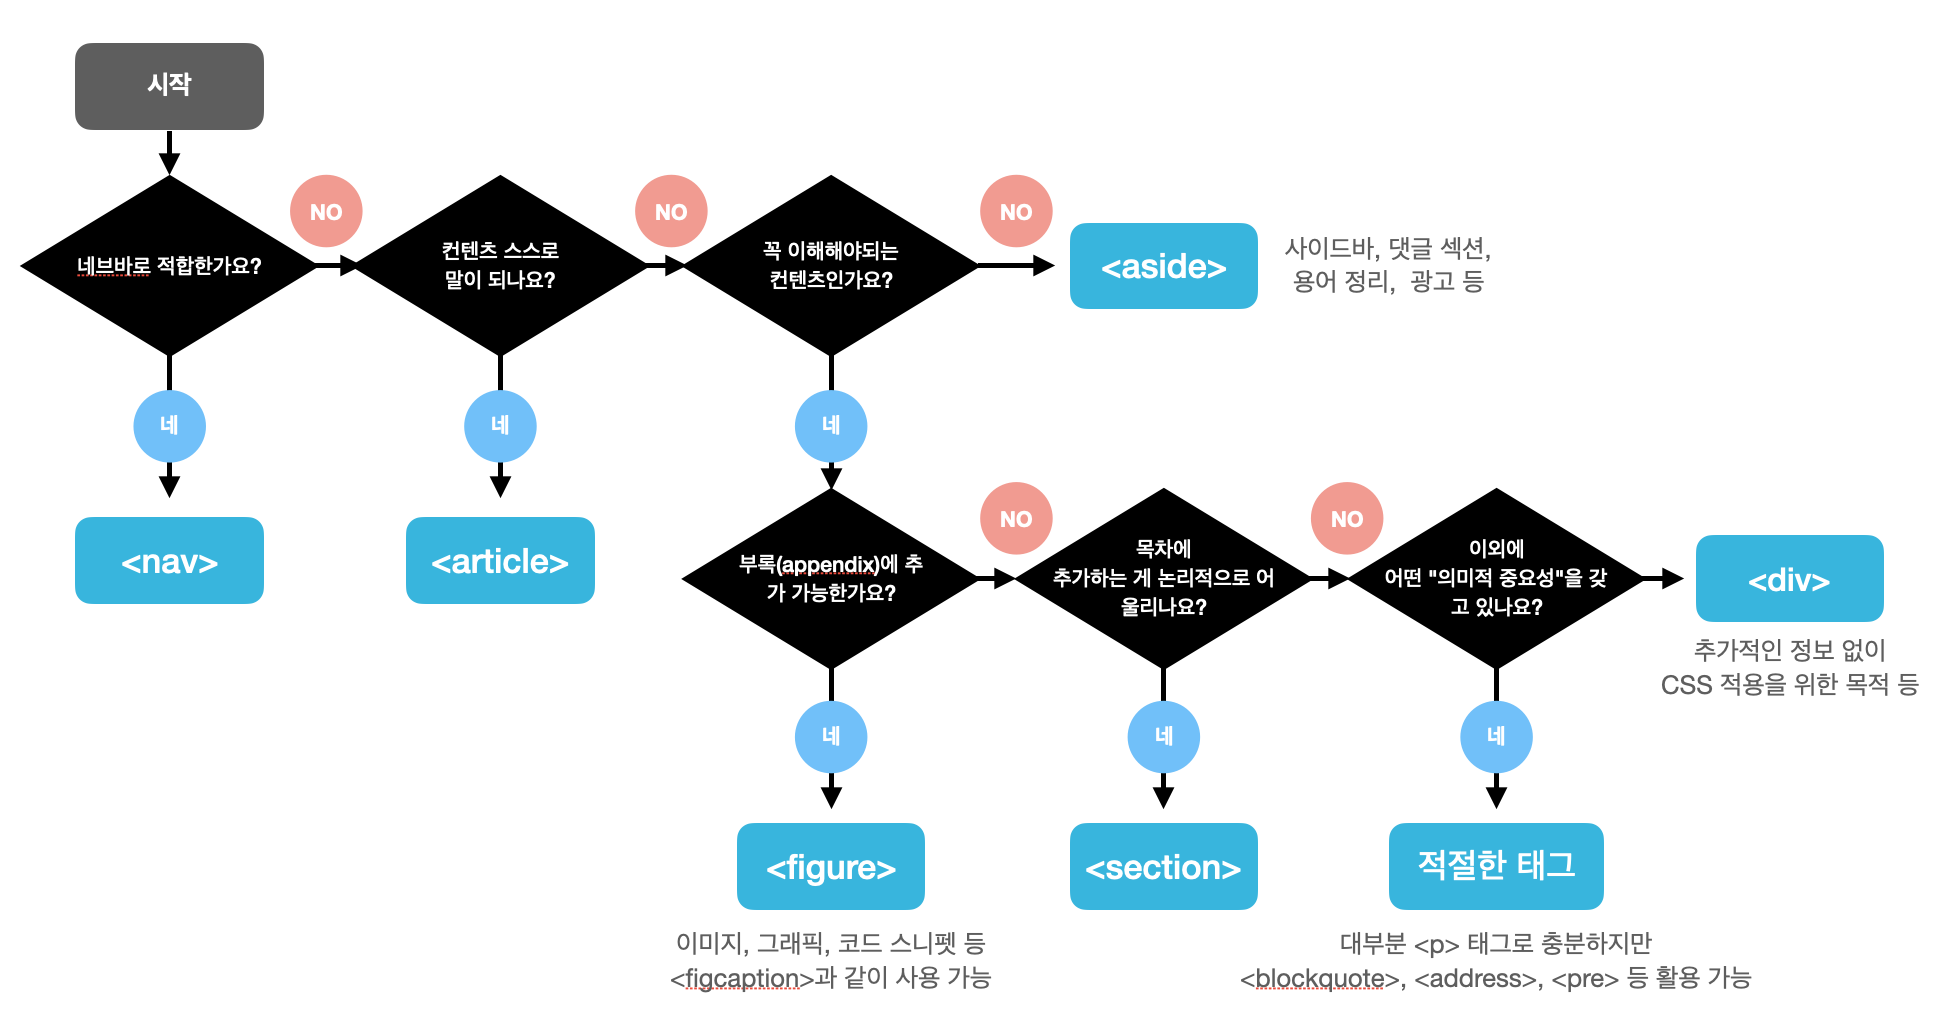 시작
네브바로 적합한가요?
NO
컨텐츠 스스로
말이 되나요?
NO
꼭 이해해야되는
컨텐츠인가요?
NO
<aside>
사이드바, 댓글 섹션,
용어 정리, 광고 등
네
네
네
<nav>
<article>
부록(appendix)에 추
가 가능한가요?
NO
목차에
추가하는 게 논리적으로 어
울리나요?
NO
이외에
어떤 "의미적 중요성"을 갖
고 있나요?
<div>
추가적인 정보 없이
CSS 적용을 위한 목적 등
네
네
네
<figure>
<section>
적절한 태그
이미지, 그래픽, 코드 스니펫 등
<figcaption>과 같이 사용 가능
대부분 <p> 태그로 충분하지만
<blockquote>, <address>, <pre> 등 활용 가능